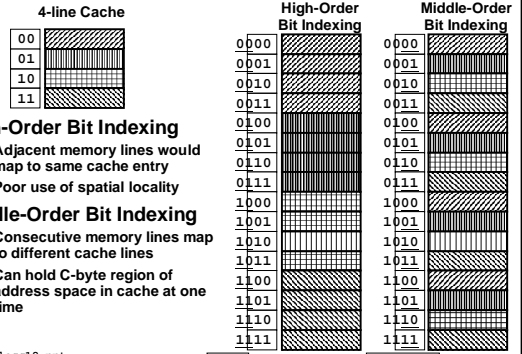 4-line Cache
00
01
10
11
-Order Bit Indexing
Adjacent memory lines would
map to same cache entry
Poor use of spatial locality
dle-Order Bit Indexing
Consecutive memory lines map
to different cache lines
Can hold C-byte region of
address space in cache at one
time
High-Order
Bit Indexing
0000
0001
0010
0011
0100
0101
0110
0111
1000
1001
1010
1011
1100
1101
1110
1111
Middle-Order
Bit Indexing
0000
0001
0010
0011
0100
0101
0110
0111
1000
1001
1010
1011
1100
1101
1110
1111